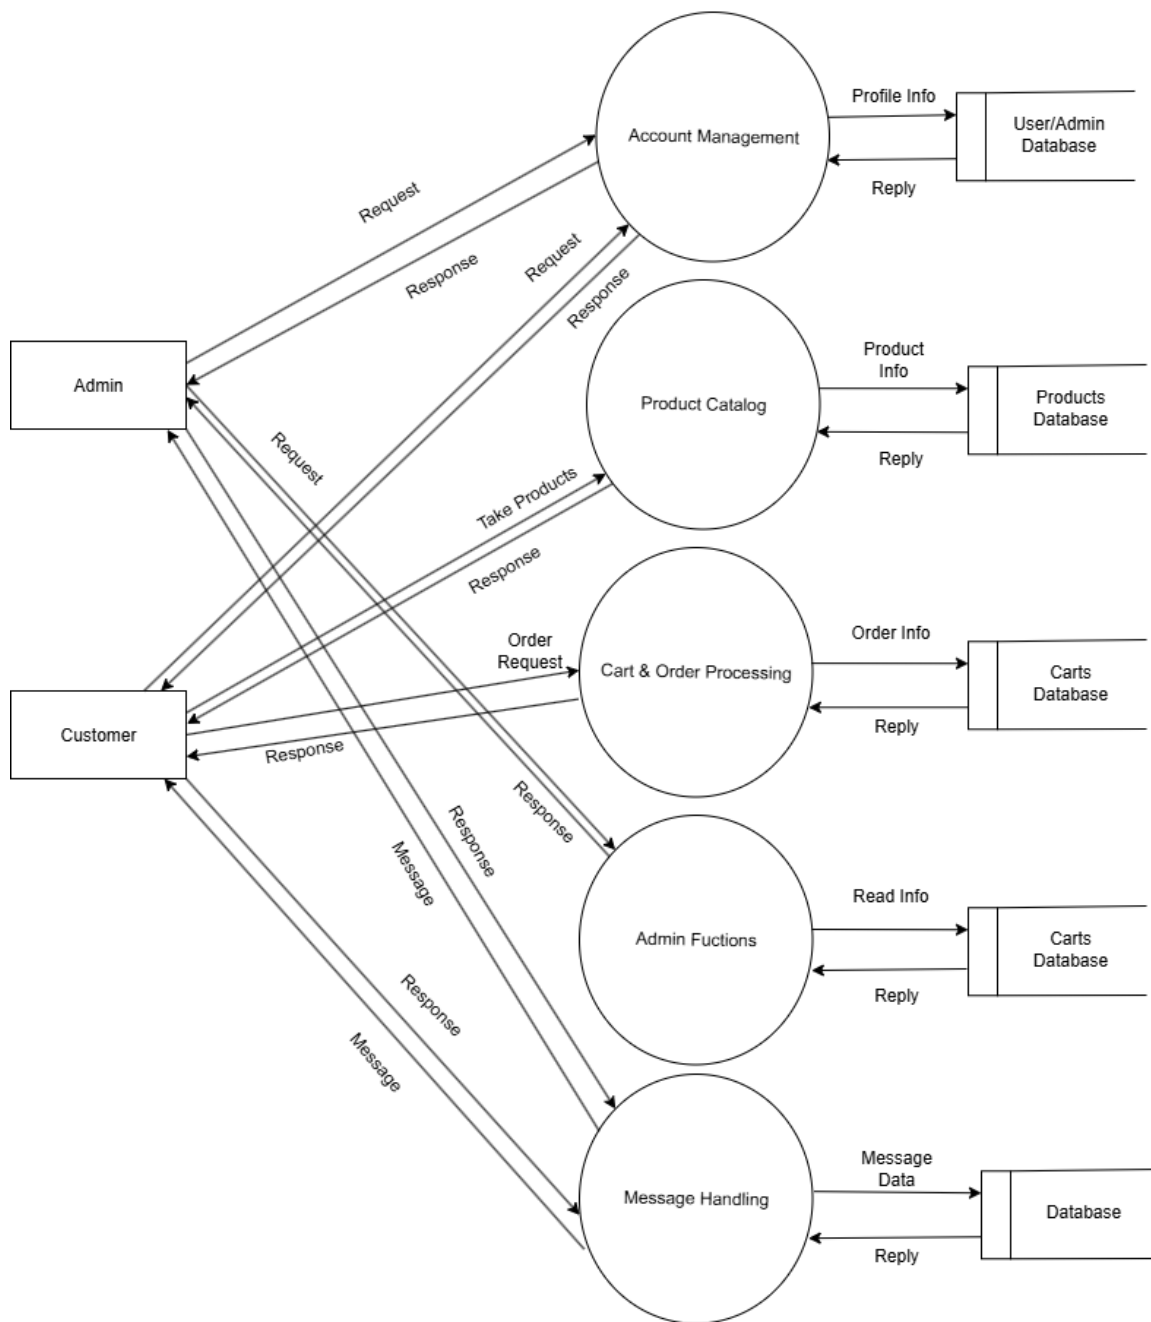 Account Management
Profile Info
User/Admin
Database
Reply
Request
Response
Request
Response
Admin
Product Catalog
Product
Info
Products
Database
Reply
Request
Take Products
Response
Customer
Order
Request
Cart & Order Processing
Order Info
Carts
Database
Reply
Response
Response
Response
Message
Admin Fuctions
Read Info
Carts
Database
Reply
Response
Message
Message Handling
Message
Data
Database
Reply